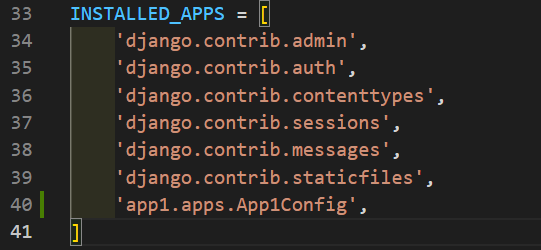 33 INSTALLED_APPS = [
34 'django.contrib.admin',
35 'django.contrib.auth',
36 'django.contrib.contenttypes',
37 'django.contrib.sessions',
38 'django.contrib.messages',
39 'django.contrib.staticfiles',
40 'app1.apps.App1Config',
41 ]